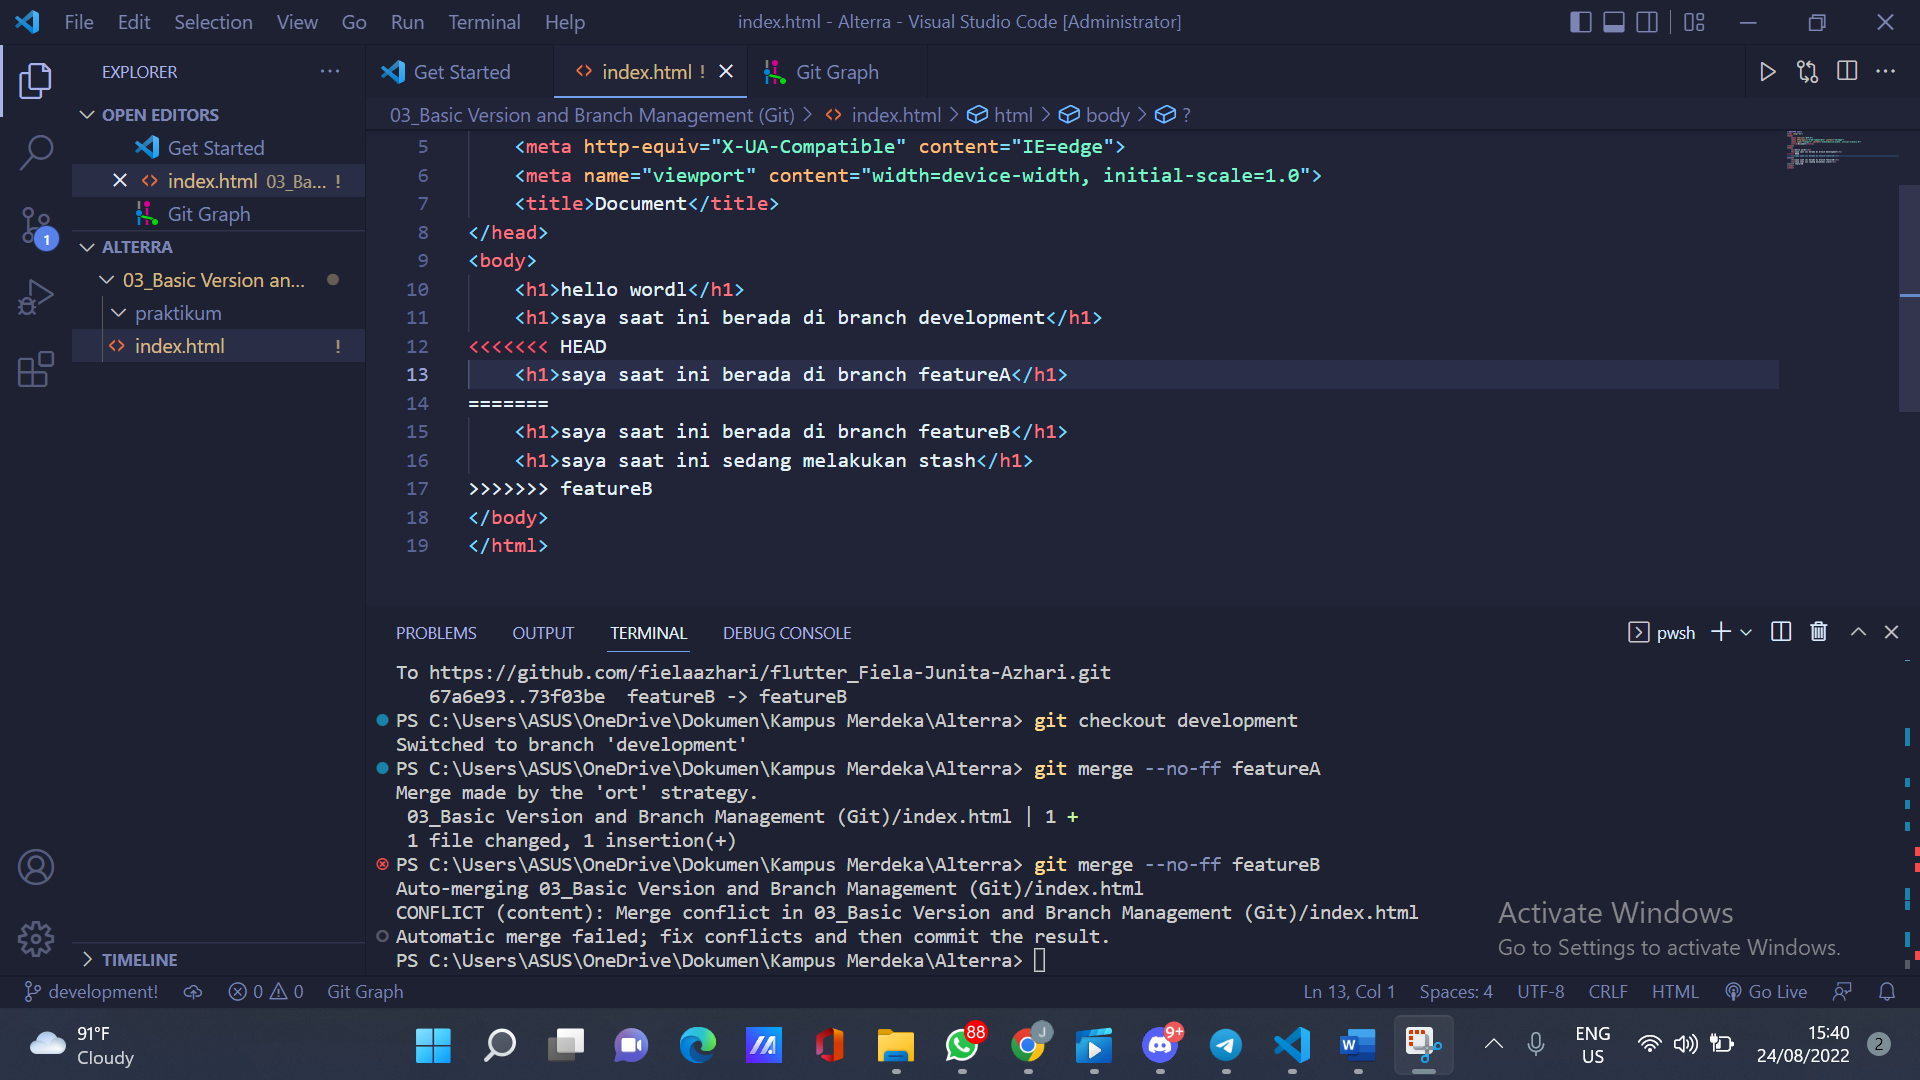 File Edit Selection View Go Run Terminal Help
index.html - Alterra - Visual Studio Code [Administrator]
EXPLORER
OPEN EDITORS
Get Started
index.html 03_Ba... !
Git Graph
ALTERRA
03_Basic Version an...
praktikum
index.html !
TIMELINE
1
Get Started
index.html !
Git Graph
03_Basic Version and Branch Management (Git) > index.html > html > body > ?
5 <meta http-equiv="X-UA-Compatible" content="IE=edge">
6 <meta name="viewport" content="width=device-width, initial-scale=1.0">
7 <title>Document</title>
8 </head>
9 <body>
10 <h1>hello wordl</h1>
11 <h1>saya saat ini berada di branch development</h1>
12 <<<<<<< HEAD
13 <h1>saya saat ini berada di branch featureA</h1>
14 =======
15 <h1>saya saat ini berada di branch featureB</h1>
16 <h1>saya saat ini sedang melakukan stash</h1>
17 >>>>>>> featureB
18 </body>
19 </html>
PROBLEMS OUTPUT TERMINAL DEBUG CONSOLE
pwsh
To https://github.com/fielaazhari/flutter_Fiela-Junita-Azhari.git
67a6e93..73f03be featureB -> featureB
PS C:\Users\ASUS\OneDrive\Dokumen\Kampus Merdeka\Alterra> git checkout development
Switched to branch 'development'
PS C:\Users\ASUS\OneDrive\Dokumen\Kampus Merdeka\Alterra> git merge --no-ff featureA
Merge made by the 'ort' strategy.
03_Basic Version and Branch Management (Git)/index.html | 1 +
1 file changed, 1 insertion(+)
PS C:\Users\ASUS\OneDrive\Dokumen\Kampus Merdeka\Alterra> git merge --no-ff featureB
Auto-merging 03_Basic Version and Branch Management (Git)/index.html
CONFLICT (content): Merge conflict in 03_Basic Version and Branch Management (Git)/index.html
Automatic merge failed; fix conflicts and then commit the result.
PS C:\Users\ASUS\OneDrive\Dokumen\Kampus Merdeka\Alterra>
Activate Windows
Go to Settings to activate Windows.
development! 0 0 Git Graph
Ln 13, Col 1 Spaces: 4 UTF-8 CRLF HTML Go Live
91°F
Cloudy
88
J
9+
W
ENG
US
15:40
24/08/2022
2